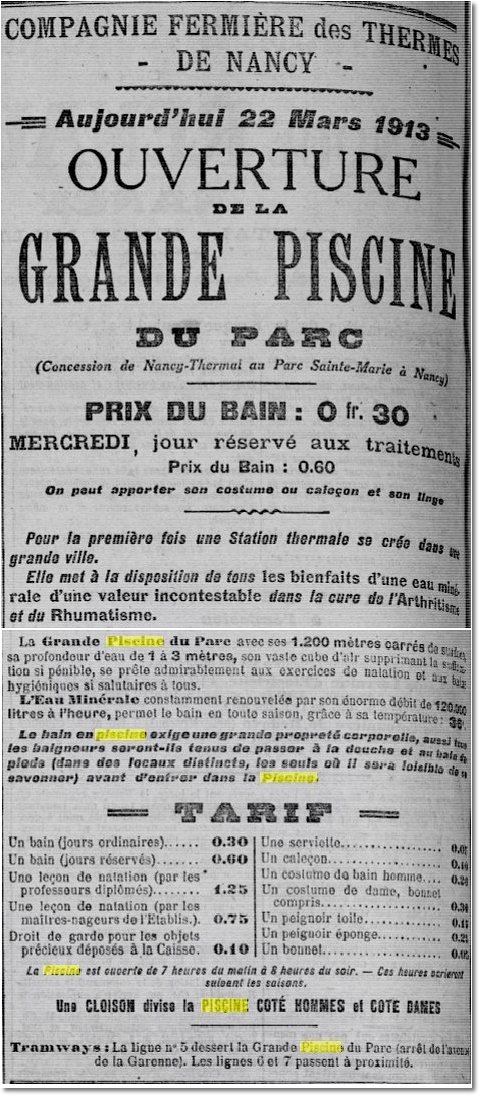 COMPAGNIE FERMIÈRE des THERMES
- DE NANCY -
Aujourd'hui 22 Mars 1913
OUVERTURE
DE LA
GRANDE PISCINE
DU PARC
(Concession de Nancy-Thermal au Parc Sainte-Marie à Nancy)
PRIX DU BAIN : 0 fr. 30
MERCREDI, jour réservé aux traitements
Prix du Bain : 0.60
On peut apporter son costume ou caleçon et son linge
Pour la première fois une Station thermale se crée dans une
grande ville.
Elle met à la disposition de tous les bienfaits d'une eau miné-
rale d'une valeur incontestable dans la cure de l'Arthritisme
et du Rhumatisme.
La Grande Piscine du Parc avec ses 1.200 mètres carrés de
sa profondeur d'eau de 1 à 3 mètres, son vaste cube d'air supprimant la
tion si pénible, se prête admirablement aux exercices de natation et aux bains
hygiéniques si salutaires à tous.
L'Eau Minérale constamment renouvelée par son énorme débit de
litres à l'heure, permet le bain en toute saison, grâce à sa température :
Le bain en piscine exige une grande propreté corporelle, aussi tous
les baigneurs seront-ils tenus de passer à la douche et au bain de
pieds (dans des locaux distincts, les seuls où il sera loisible de se
savonner) avant d'entrer dans la Piscine.
TARIF
Un bain (jours ordinaires)...... 0.30
Un bain (jours réservés)...... 0.60
Une leçon de natation (par les
professeurs diplômés)........ 1.25
Une leçon de natation (par les
maîtres-nageurs de l'Etablis.). 0.75
Droit de garde pour les objets
précieux déposés à la Caisse. 0.10
Une serviette
Un caleçon
Un costume de bain homme
Un costume de dame, bonnet
compris
Un peignoir toile
Un peignoir éponge
Un bonnet
La Piscine est ouverte de 7 heures du matin à 8 heures du soir. — Ces heures varieront
suivant les saisons.
Une CLOISON divise la PISCINE COTÉ HOMMES et COTE DAMES
Tramways : La ligne n° 5 dessert la Grande Piscine du Parc (arrêt de l'avenue
de la Garenne). Les lignes 6 et 7 passent à proximité.